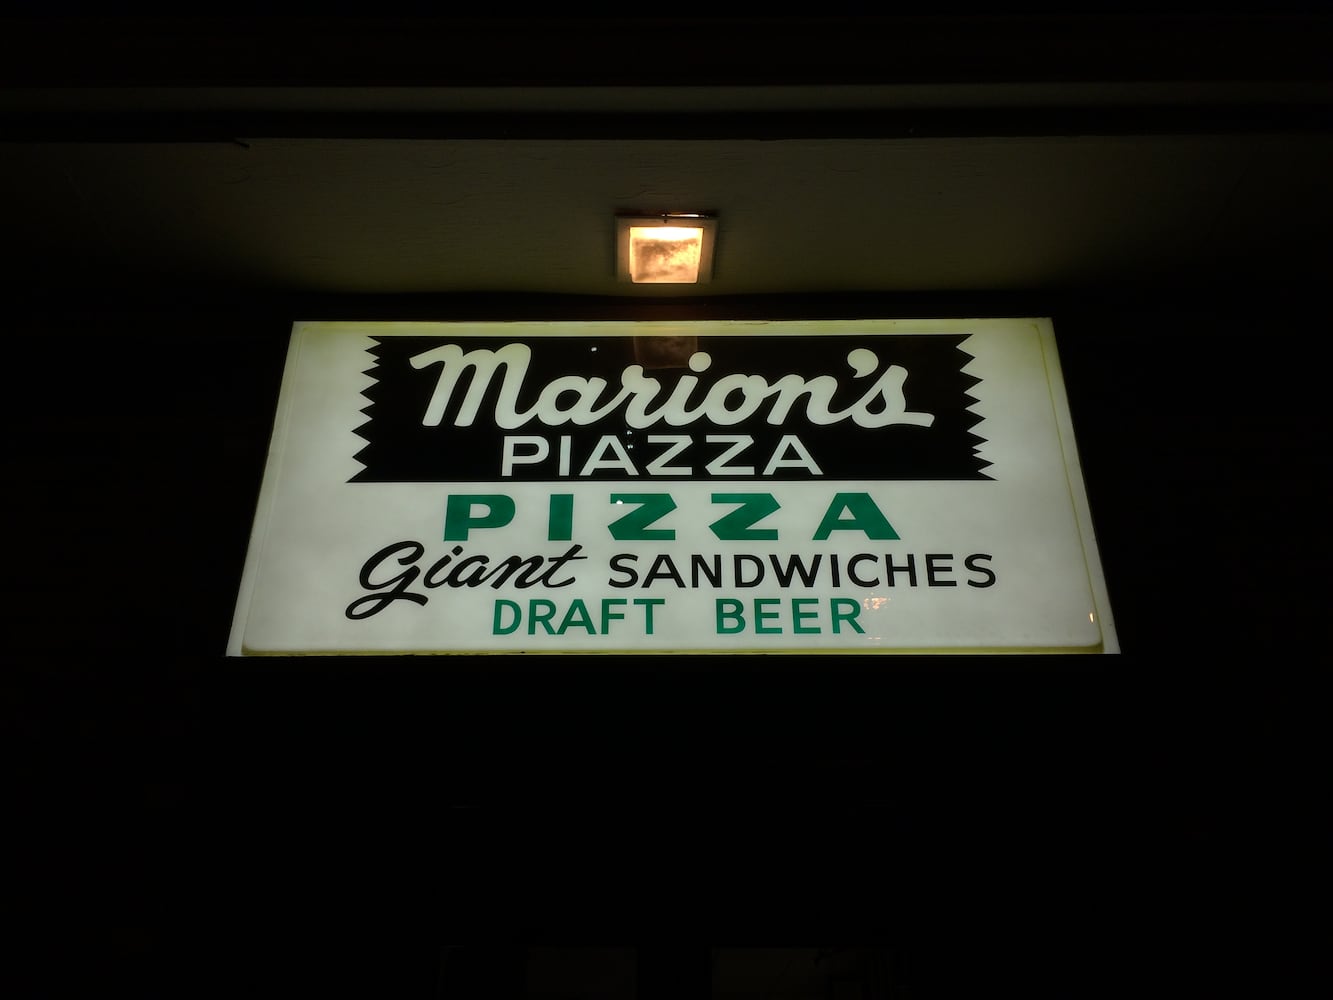 Marion's
PIAZZA
PIZZA
Giant SANDWICHES
DRAFT BEER